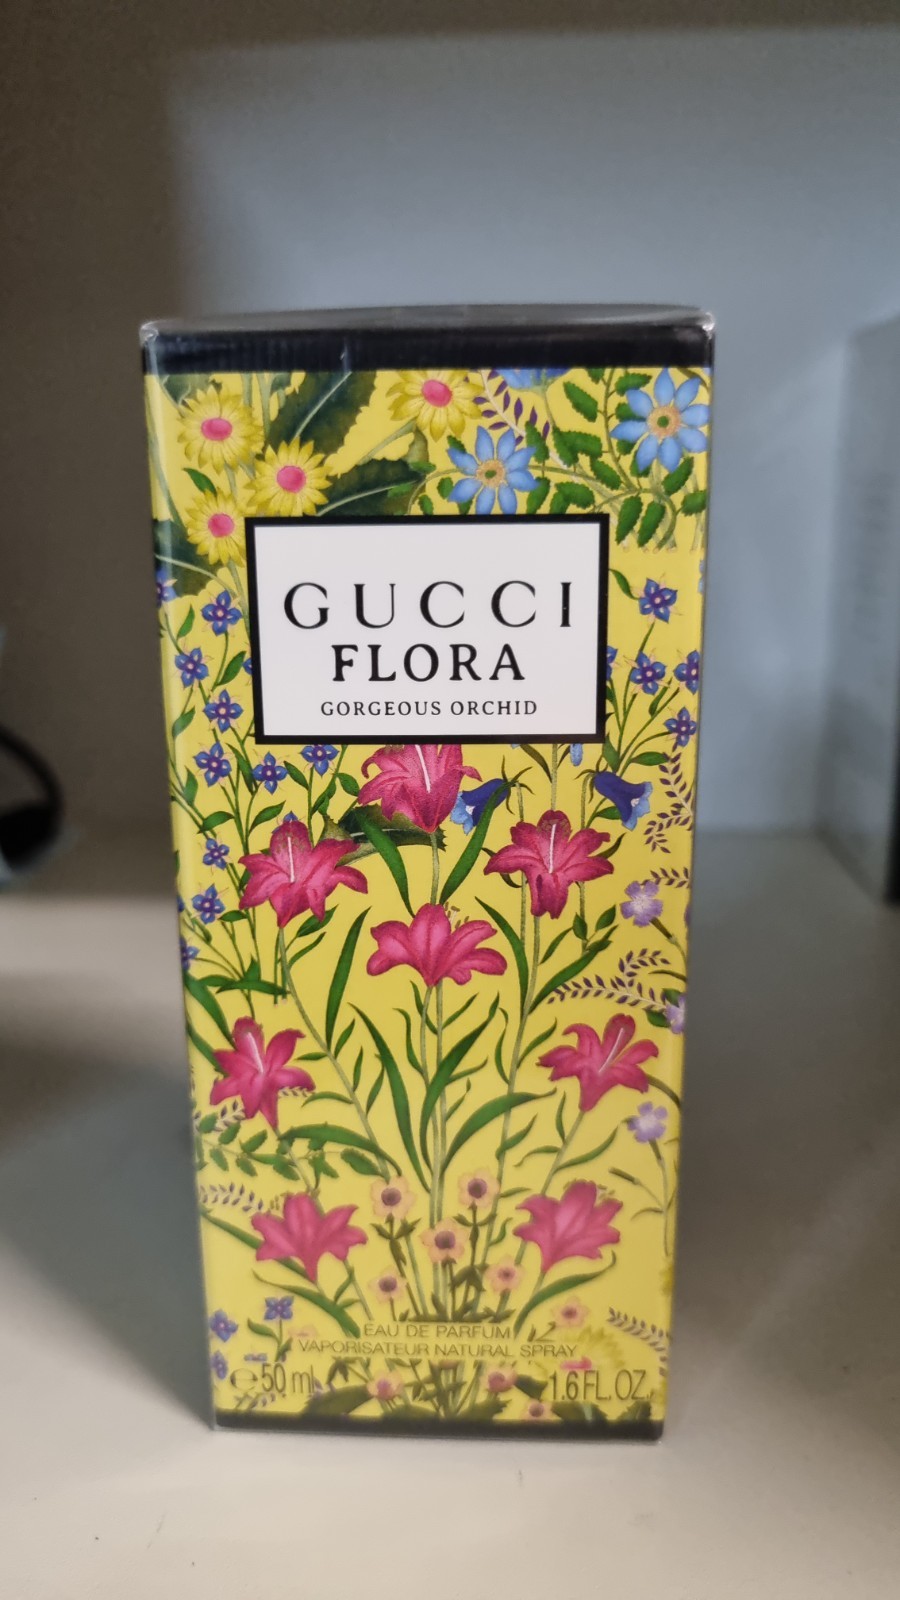 GUCCI
FLORA
GORGEOUS ORCHID
EAU DE PARFUM
VAPORISATEUR NATURAL SPRAY
℮ 50 ml 1.6 FL. OZ.